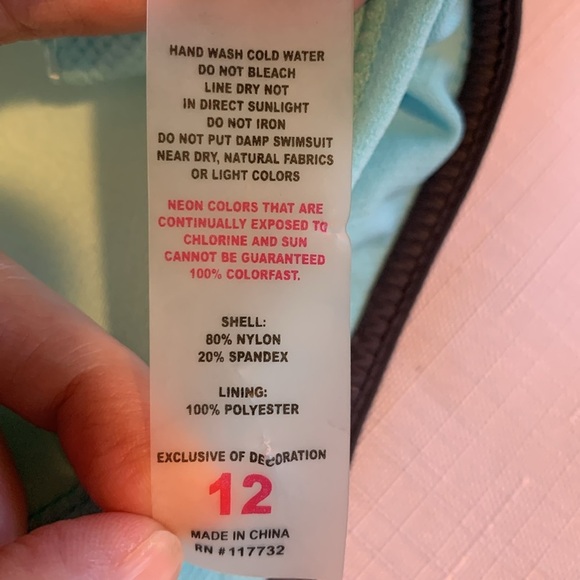 HAND WASH COLD WATER
DO NOT BLEACH
LINE DRY NOT
IN DIRECT SUNLIGHT
DO NOT IRON
DO NOT PUT DAMP SWIMSUIT
NEAR DRY, NATURAL FABRICS
OR LIGHT COLORS
NEON COLORS THAT ARE
CONTINUALLY EXPOSED TO
CHLORINE AND SUN
CANNOT BE GUARANTEED
100% COLORFAST.
SHELL:
80% NYLON
20% SPANDEX
LINING:
100% POLYESTER
EXCLUSIVE OF DECORATION
12
MADE IN CHINA
RN #117732